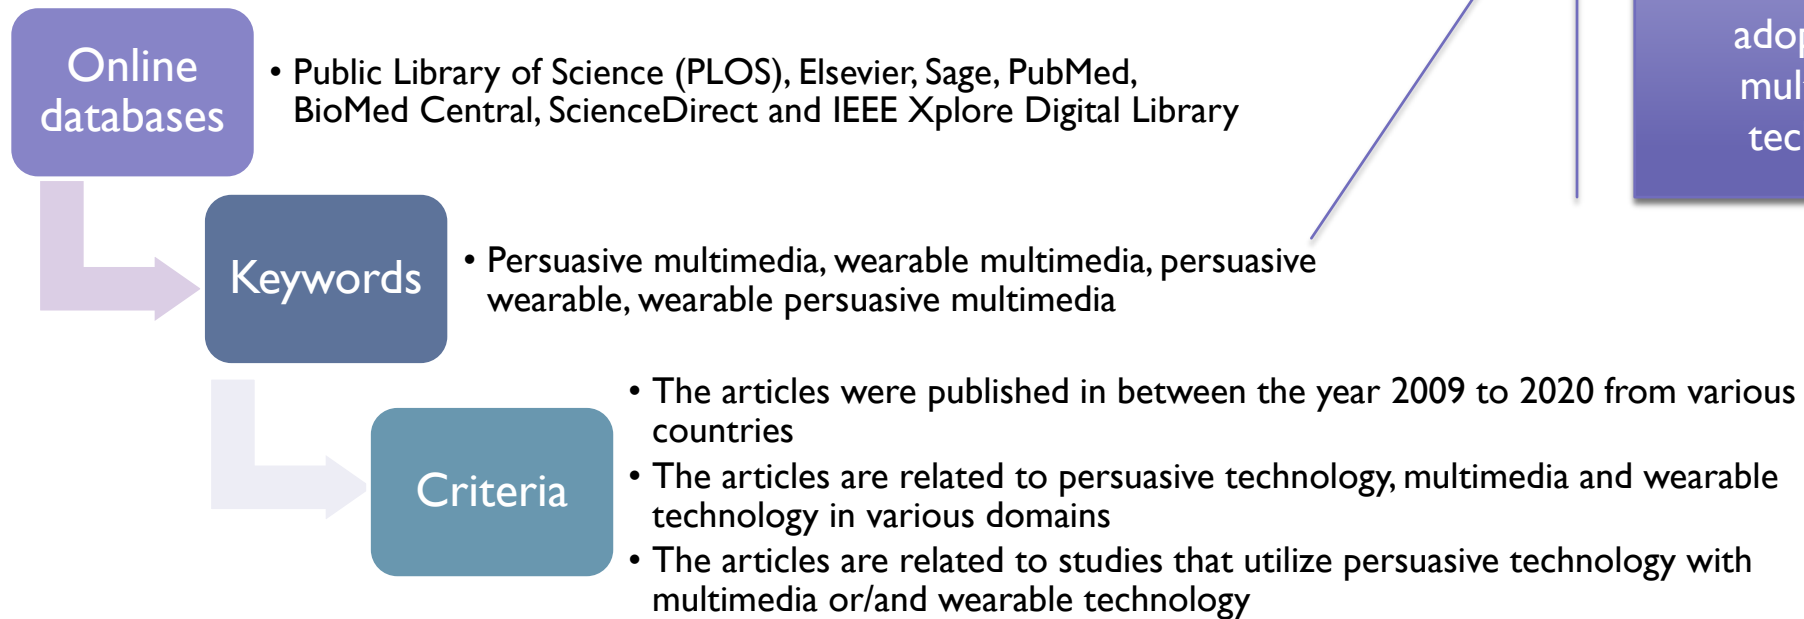 Online
databases
• Public Library of Science (PLOS), Elsevier, Sage, PubMed,
BioMed Central, ScienceDirect and IEEE Xplore Digital Library
Keywords
• Persuasive multimedia, wearable multimedia, persuasive
wearable, wearable persuasive multimedia
Criteria
• The articles were published in between the year 2009 to 2020 from various
countries
• The articles are related to persuasive technology, multimedia and wearable
technology in various domains
• The articles are related to studies that utilize persuasive technology with
multimedia or/and wearable technology